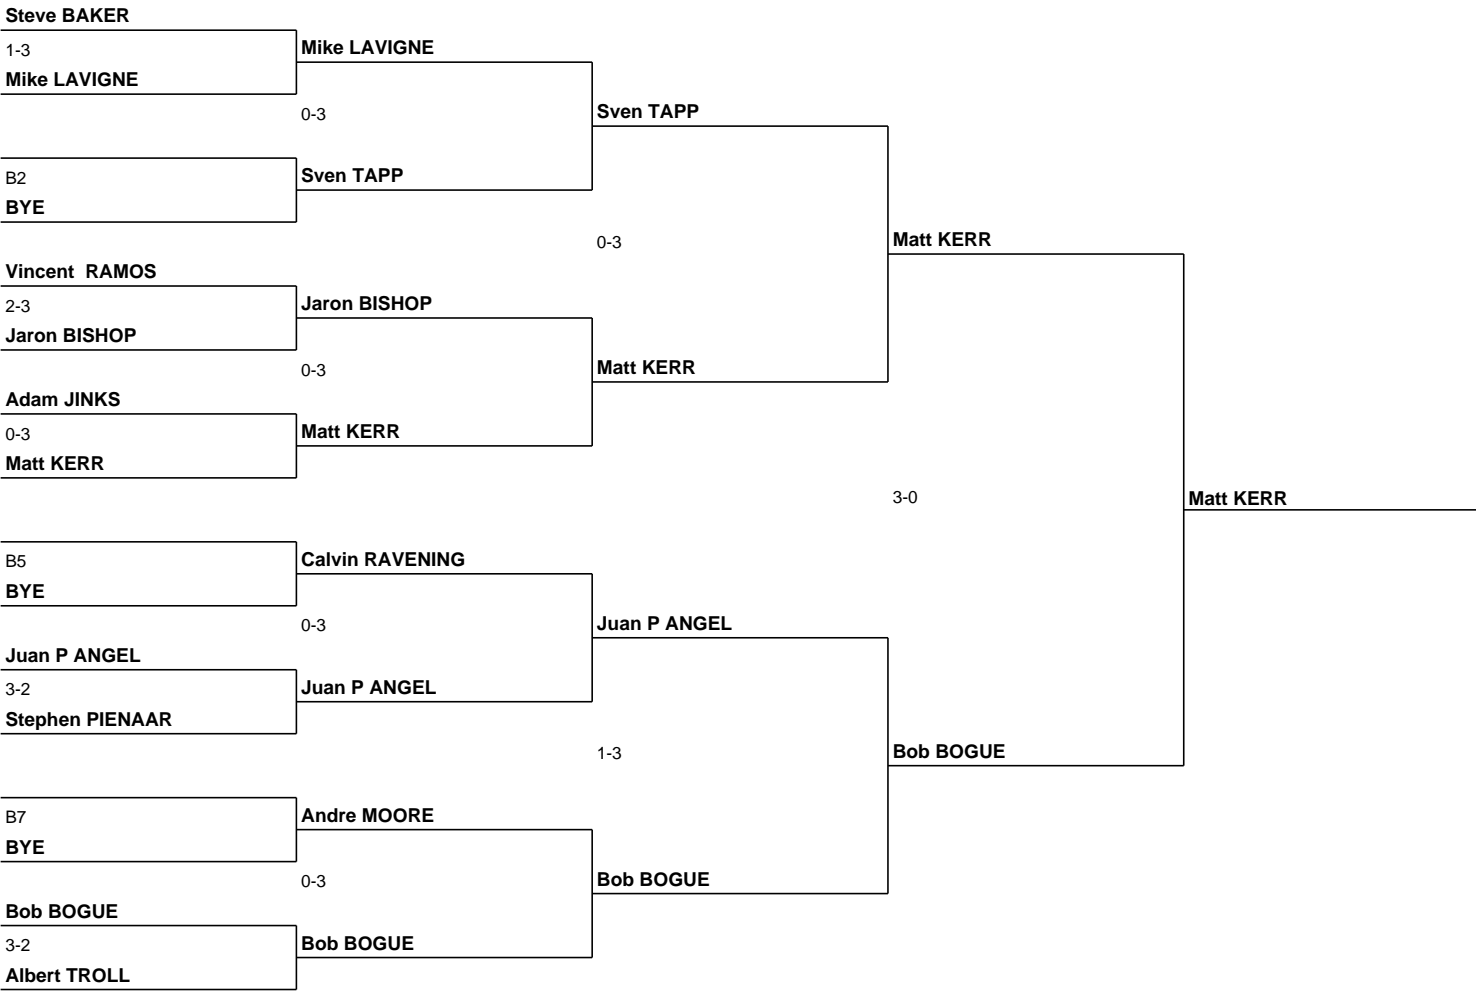 Steve BAKER
1-3
Mike LAVIGNE
Mike LAVIGNE
0-3
Sven TAPP
B2
Sven TAPP
BYE
0-3
Matt KERR
Vincent  RAMOS
2-3
Jaron BISHOP
Jaron BISHOP
0-3
Matt KERR
Adam JINKS
0-3
Matt KERR
Matt KERR
3-0
Matt KERR
B5
Calvin RAVENING
BYE
0-3
Juan P ANGEL
Juan P ANGEL
3-2
Juan P ANGEL
Stephen PIENAAR
1-3
Bob BOGUE
B7
Andre MOORE
BYE
0-3
Bob BOGUE
Bob BOGUE
3-2
Bob BOGUE
Albert TROLL